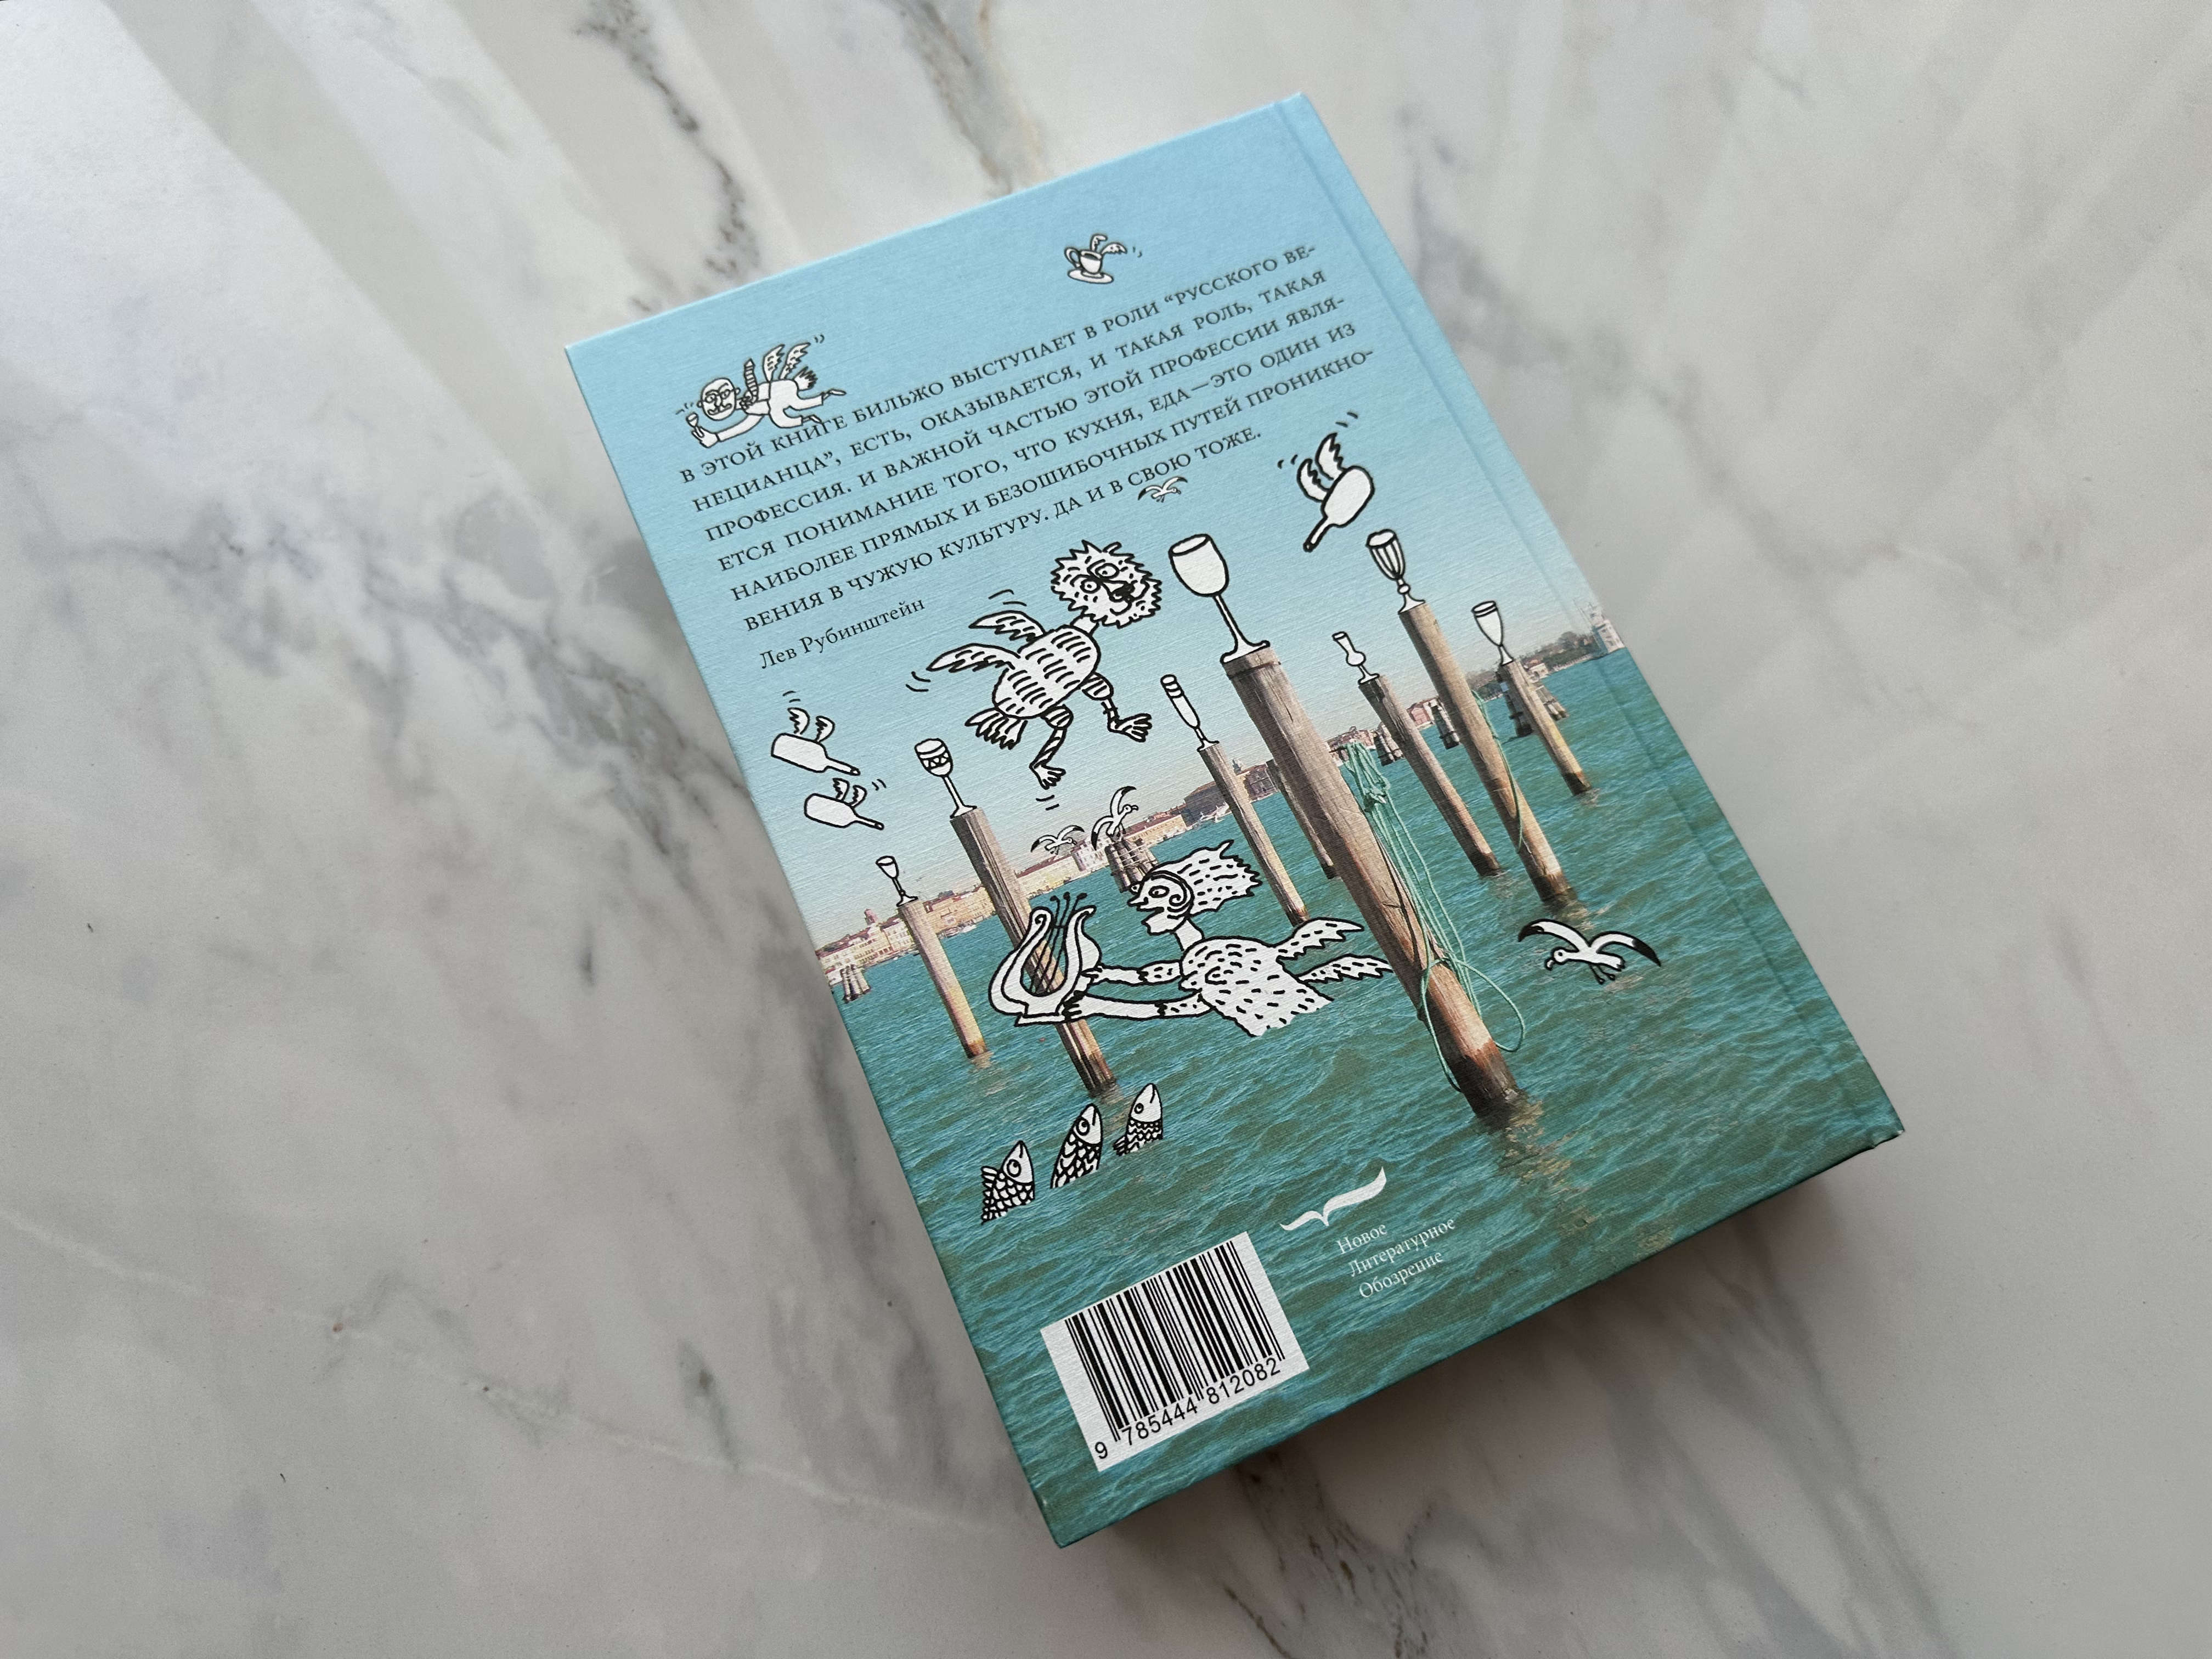 В ЭТОЙ КНИГЕ БИЛЬЖО ВЫСТУПАЕТ В РОЛИ “РУССКОГО ВЕ-
НЕЦИАНЦА”, ЕСТЬ, ОКАЗЫВАЕТСЯ, И ТАКАЯ РОЛЬ, ТАКАЯ
ПРОФЕССИЯ. И ВАЖНОЙ ЧАСТЬЮ ЭТОЙ ПРОФЕССИИ ЯВЛЯ-
ЕТСЯ ПОНИМАНИЕ ТОГО, ЧТО КУХНЯ, ЕДА—ЭТО ОДИН ИЗ
НАИБОЛЕЕ ПРЯМЫХ И БЕЗОШИБОЧНЫХ ПУТЕЙ ПРОНИКНО-
ВЕНИЯ В ЧУЖУЮ КУЛЬТУРУ. ДА И В СВОЮ ТОЖЕ.
Лев Рубинштейн
Новое
Литературное
Обозрение
9 785444 812082